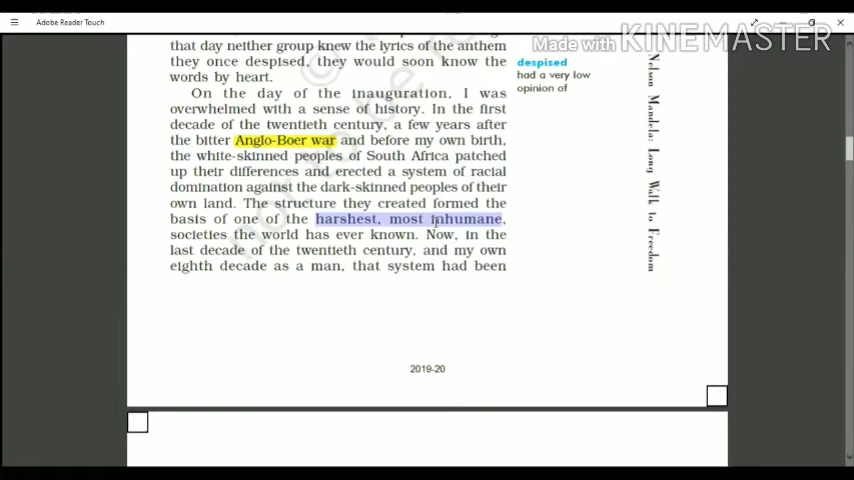 Adobe Reader Touch
Made with KINEMASTER
that day neither group knew the lyrics of the anthem
they once despised, they would soon know the
words by heart.
despised
had a very low
opinion of
On the day of the inauguration, I was
overwhelmed with a sense of history. In the first
decade of the twentieth century, a few years after
the bitter Anglo-Boer war and before my own birth,
the white-skinned peoples of South Africa patched
up their differences and erected a system of racial
domination against the dark-skinned peoples of their
own land. The structure they created formed the
basis of one of the harshest, most inhumane,
societies the world has ever known. Now, in the
last decade of the twentieth century, and my own
eighth decade as a man, that system had been
Nelson Mandela: Long Walk to Freedom
2019-20